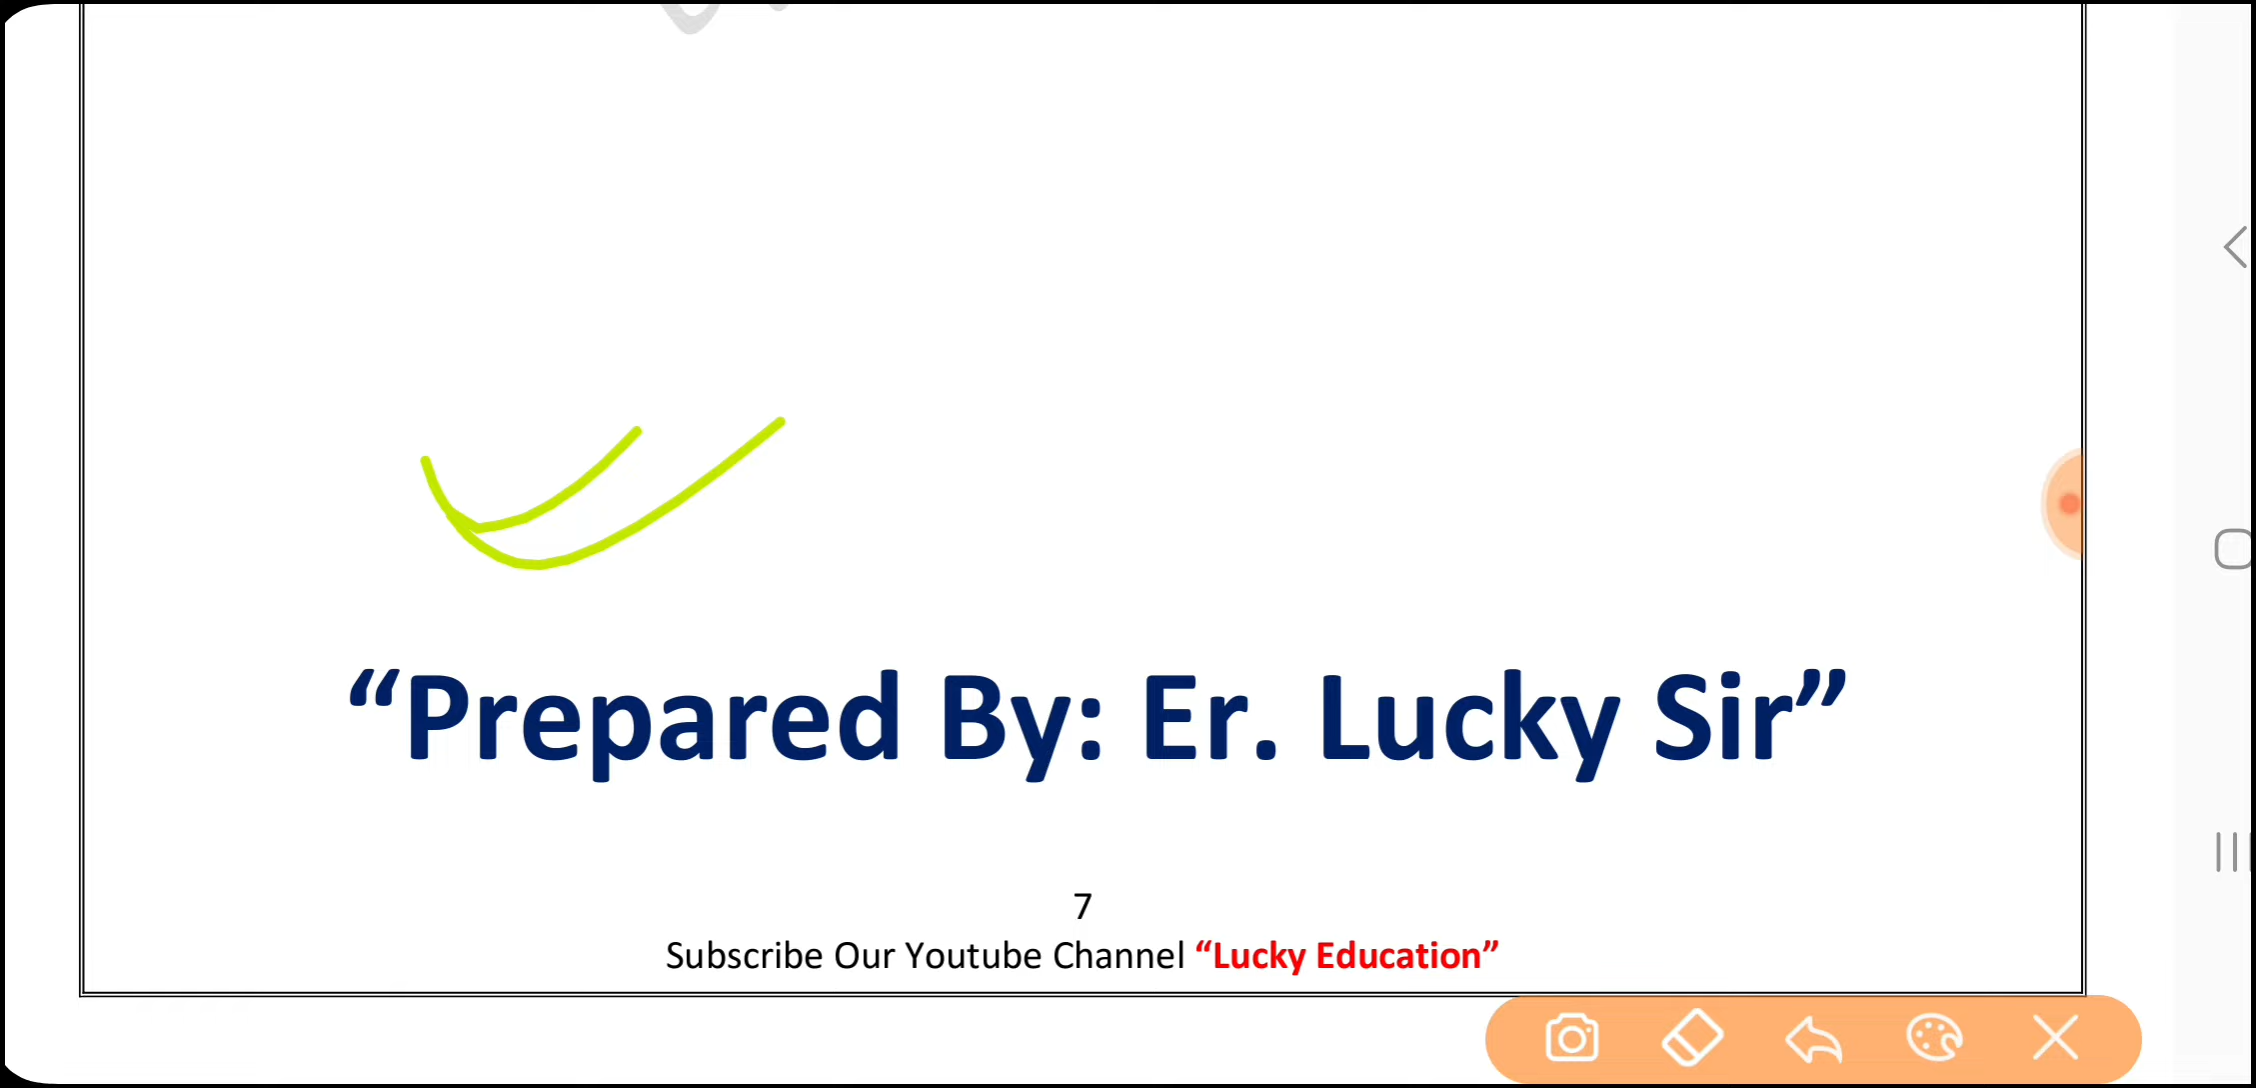 “Prepared By: Er. Lucky Sir”
7
Subscribe Our Youtube Channel “Lucky Education”